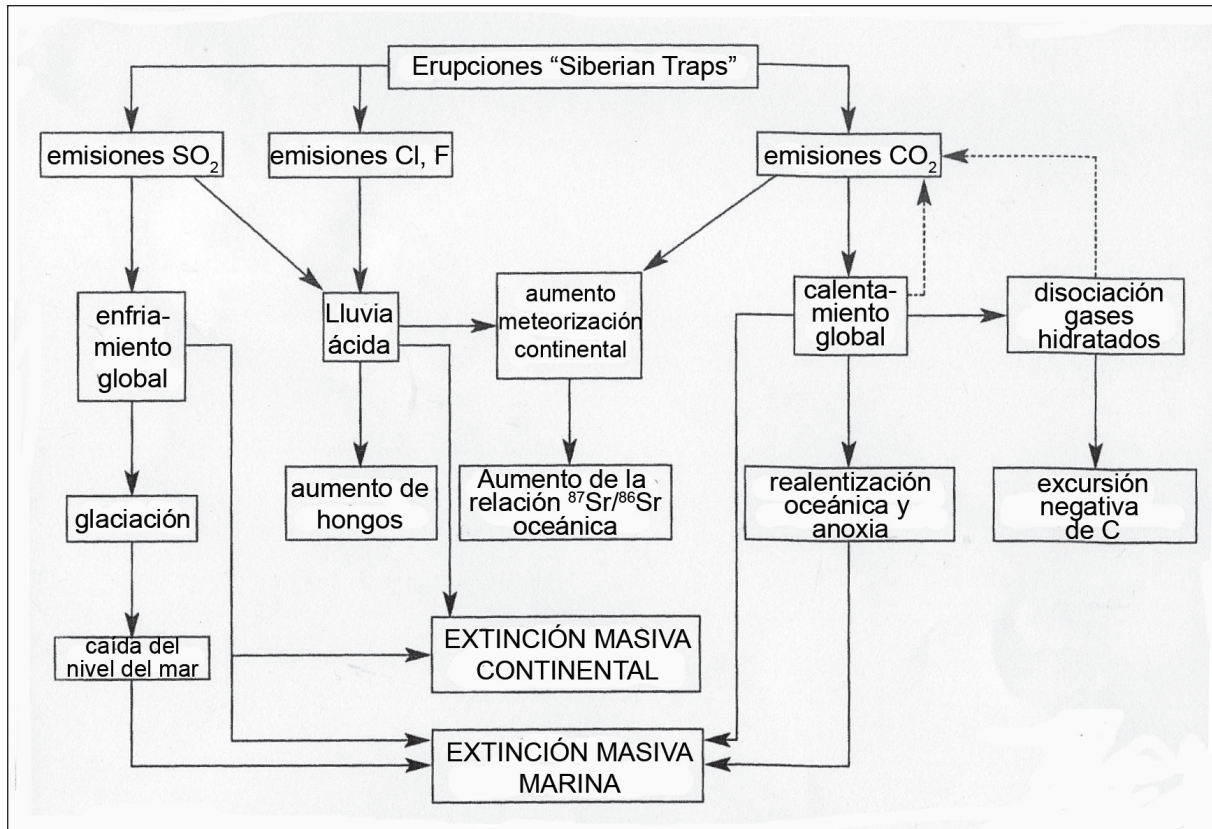 Erupciones “Siberian Traps”
emisiones SO₂
emisiones Cl, F
emisiones CO₂
enfria-
miento
global
Lluvia
ácida
aumento
meteorización
continental
calenta-
miento
global
disociación
gases
hidratados
glaciación
aumento de
hongos
Aumento de la
relación ⁸⁷Sr/⁸⁶Sr
oceánica
realentización
oceánica y
anoxia
excursión
negativa
de C
caída del
nivel del mar
EXTINCIÓN MASIVA
CONTINENTAL
EXTINCIÓN MASIVA
MARINA